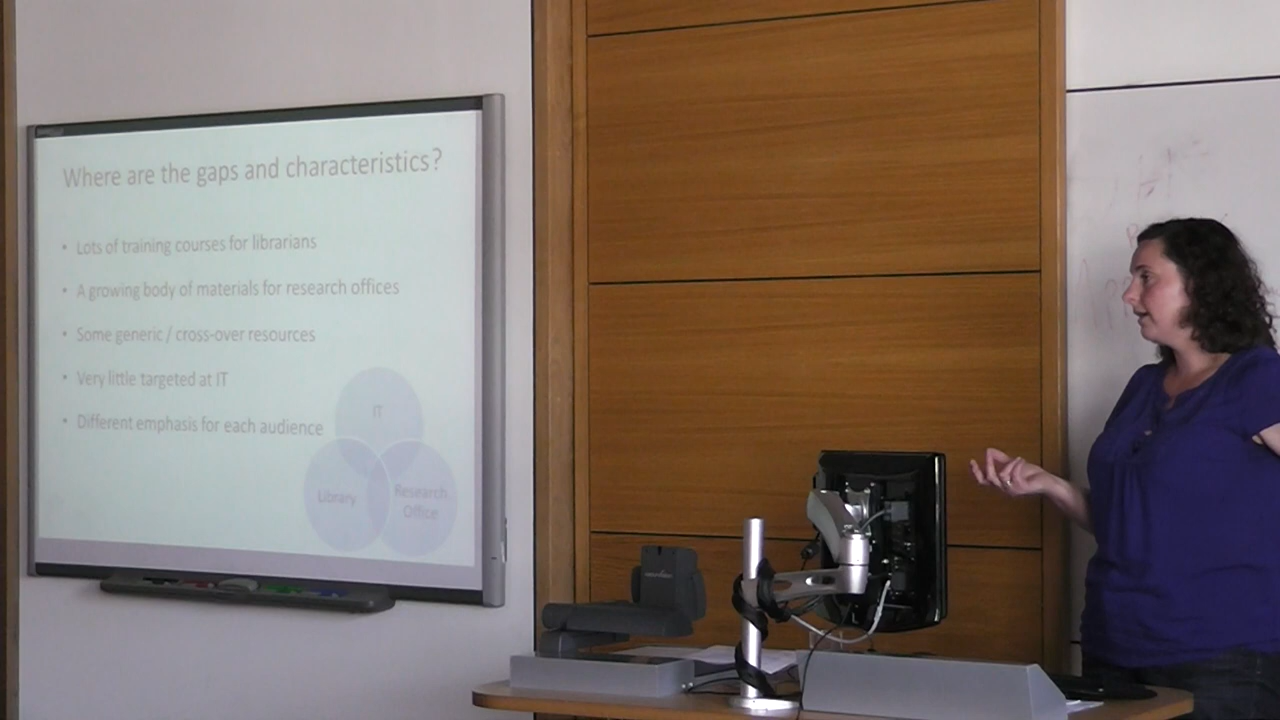 Where are the gaps and characteristics?
• Lots of training courses for librarians
• A growing body of materials for research offices
• Some generic / cross-over resources
• Very little targeted at IT
• Different emphasis for each audience
IT
Library
Research
Office